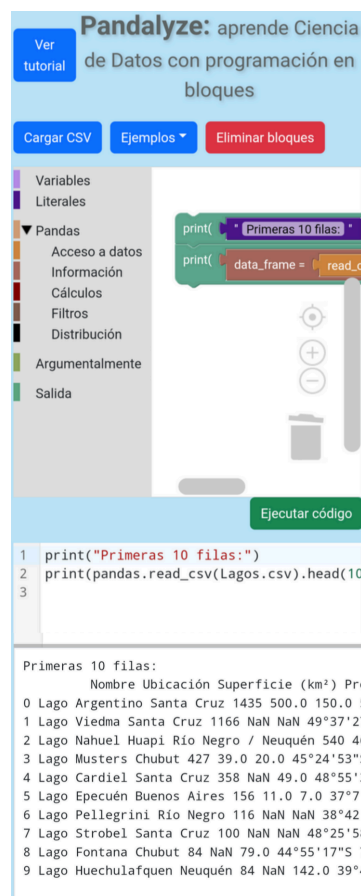 Ver
tutorial
Pandalyze: aprende Ciencia
de Datos con programación en
bloques
Cargar CSV
Ejemplos
Eliminar bloques
Variables
Literales
Pandas
Acceso a datos
Información
Cálculos
Filtros
Distribución
Argumentalmente
Salida
print( " Primeras 10 filas: "
print( data_frame = read_c
Ejecutar código
1 print("Primeras 10 filas:")
2 print(pandas.read_csv(Lagos.csv).head(10
3
Primeras 10 filas:
Nombre Ubicación Superficie (km²)
0 Lago Argentino Santa Cruz 1435 500.0 150.0
1 Lago Viedma Santa Cruz 1166 NaN NaN 49°37'2
2 Lago Nahuel Huapi Río Negro / Neuquén 540
3 Lago Musters Chubut 427 39.0 20.0 45°24'53"
4 Lago Cardiel Santa Cruz 358 NaN 49.0 48°55'
5 Lago Epecuén Buenos Aires 156 11.0 7.0 37°7
6 Lago Pellegrini Río Negro 116 NaN NaN 38°42
7 Lago Strobel Santa Cruz 100 NaN NaN 48°25'5
8 Lago Fontana Chubut 84 NaN 79.0 44°55'17"S
9 Lago Huechulafquen Neuquén 84 NaN 142.0 39°